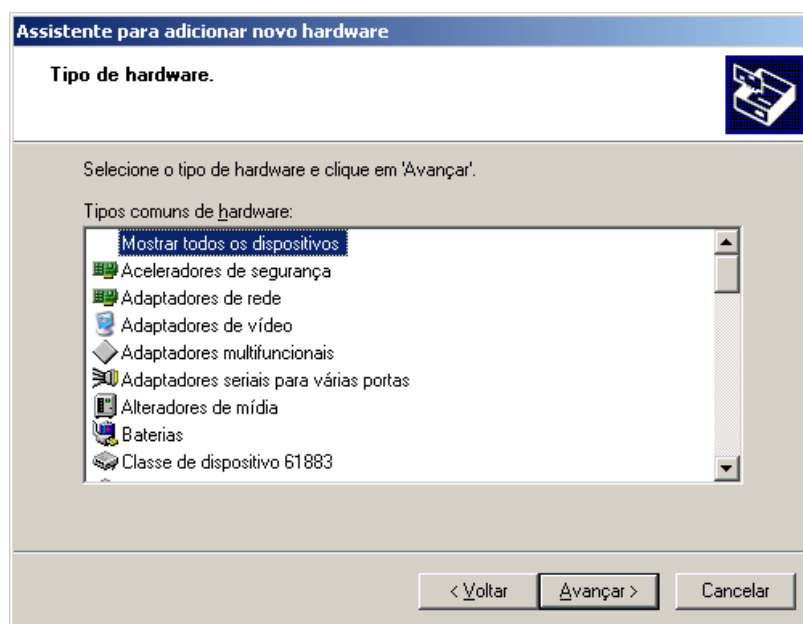 Assistente para adicionar novo hardware
Tipo de hardware.
Selecione o tipo de hardware e clique em 'Avançar'.
Tipos comuns de hardware:
Mostrar todos os dispositivos
Aceleradores de segurança
Adaptadores de rede
Adaptadores de vídeo
Adaptadores multifuncionais
Adaptadores seriais para várias portas
Alteradores de mídia
Baterias
Classe de dispositivo 61883
< Voltar
Avançar >
Cancelar